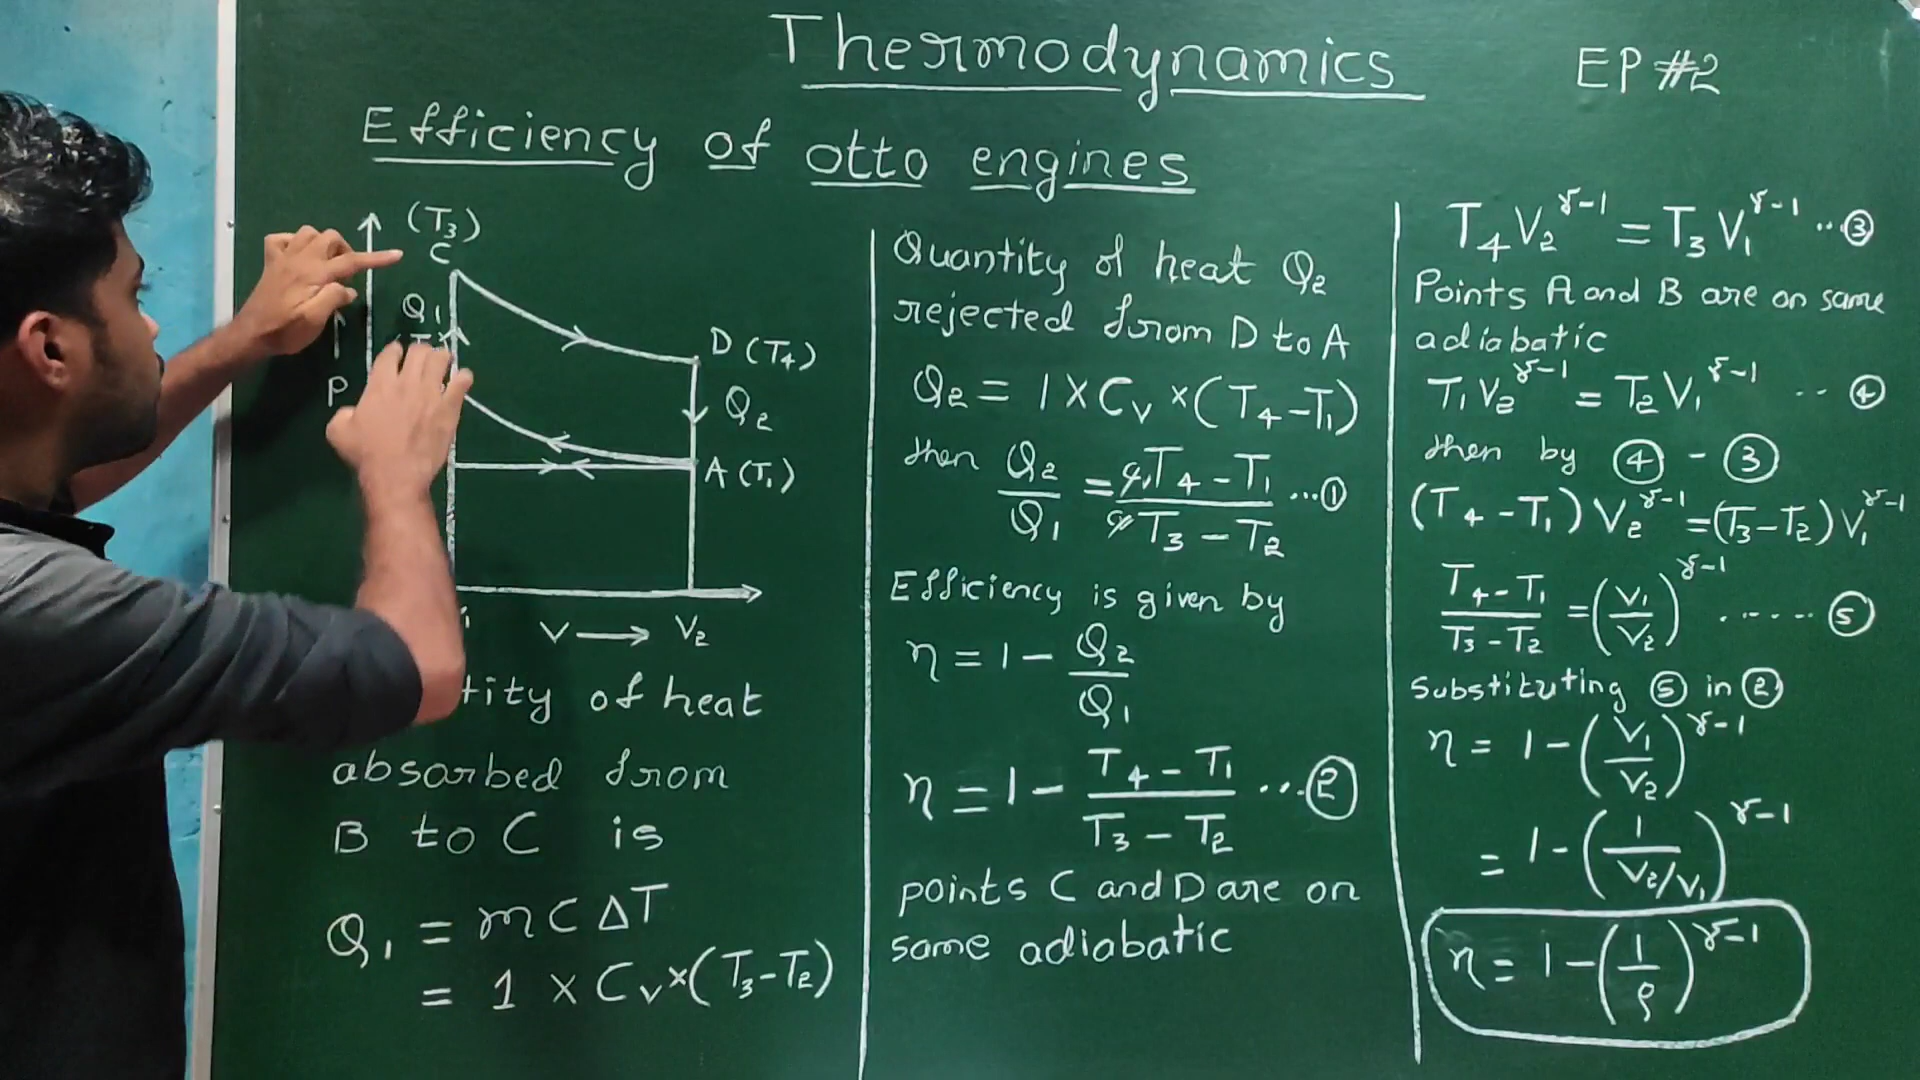 Thermodynamics
EP #2
Efficiency of otto engines
(T₃)
C
Q₁
P
D (T₄)
Q₂
A (T₁)
V → V₂
tity of heat
absorbed from
B to C is
Q₁ = mCΔT
= 1 × Cᵥ × (T₃-T₂)
Quantity of heat Q₂
rejected from D to A
Q₂ = 1 × Cᵥ × (T₄-T₁)
then Q₂/Q₁ = (T₄ - T₁)/(T₃ - T₂) ...①
Efficiency is given by
η = 1 - Q₂/Q₁
η = 1 - (T₄ - T₁)/(T₃ - T₂) ...②
points C and D are on
same adiabatic
T₄V₂^γ-1 = T₃V₁^γ-1 ...③
Points A and B are on same
adiabatic
T₁V₂^γ-1 = T₂V₁^γ-1 -- ④
then by ④ - ③
(T₄-T₁)V₂^γ-1 = (T₃-T₂)V₁^γ-1
(T₄-T₁)/(T₃-T₂) = (V₁/V₂)^γ-1 ..... ⑤
Substituting ⑤ in ②
η = 1-(V₁/V₂)^γ-1
= 1-(1/(V₂/V₁))^γ-1
η = 1-(1/ρ)^γ-1